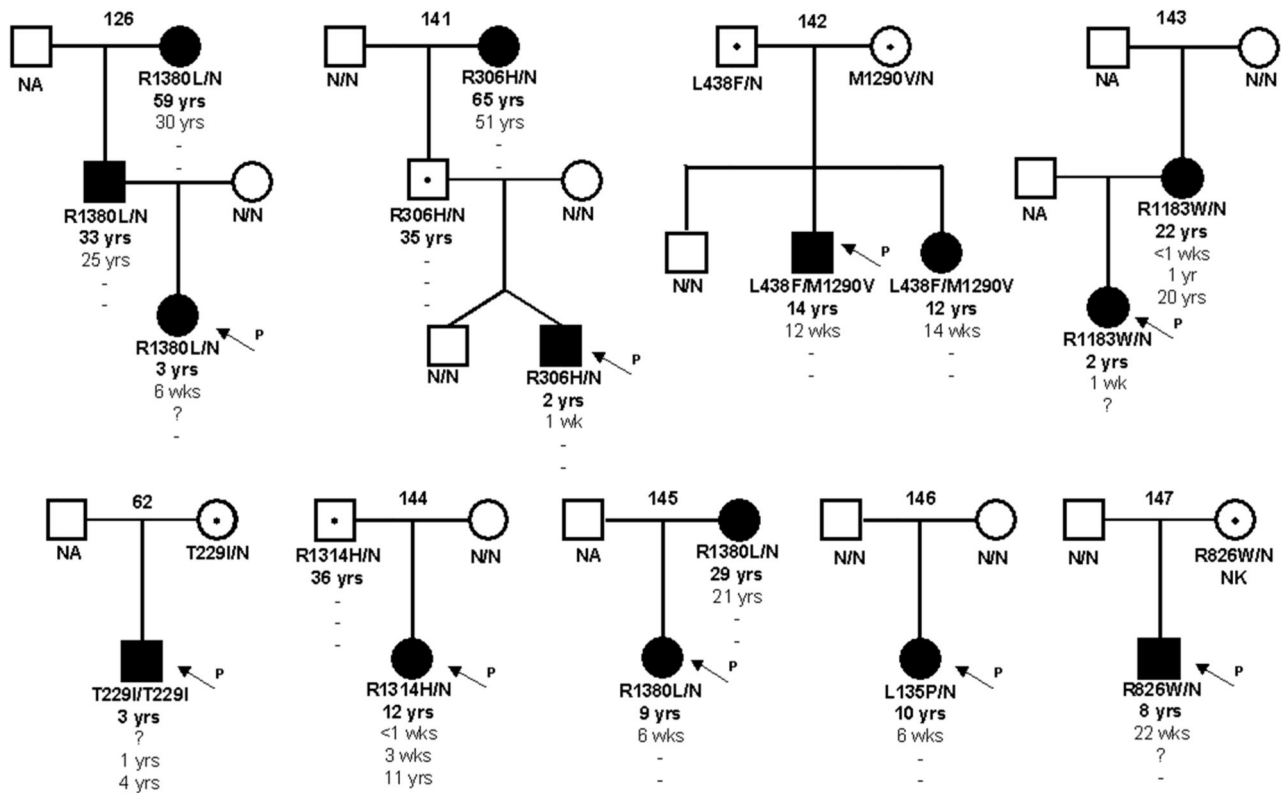 126
NA
R1380L/N
59 yrs
30 yrs
-
-
R1380L/N
33 yrs
25 yrs
-
-
N/N
P
R1380L/N
3 yrs
6 wks
?
-
141
N/N
R306H/N
65 yrs
51 yrs
-
-
R306H/N
35 yrs
-
-
-
N/N
N/N
P
R306H/N
2 yrs
1 wk
-
-
142
L438F/N
M1290V/N
N/N
P
L438F/M1290V
14 yrs
12 wks
-
-
L438F/M1290V
12 yrs
14 wks
-
-
143
NA
N/N
NA
R1183W/N
22 yrs
<1 wks
1 yr
20 yrs
P
R1183W/N
2 yrs
1 wk
?
62
NA
T229I/N
P
T229I/T229I
3 yrs
?
1 yrs
4 yrs
144
R1314H/N
36 yrs
-
-
-
N/N
P
R1314H/N
12 yrs
<1 wks
3 wks
11 yrs
145
NA
R1380L/N
29 yrs
21 yrs
-
-
P
R1380L/N
9 yrs
6 wks
-
-
146
N/N
N/N
P
L135P/N
10 yrs
6 wks
-
-
147
N/N
R826W/N
NK
P
R826W/N
8 yrs
22 wks
?
-